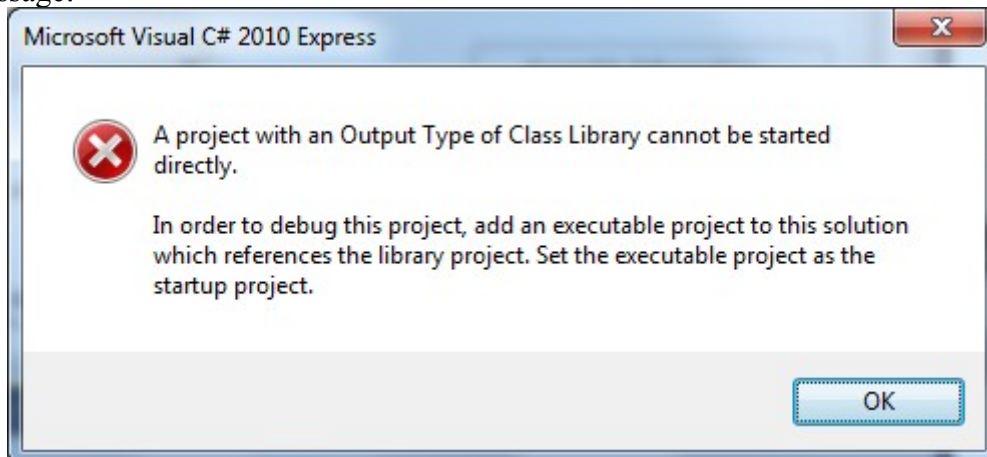 Microsoft Visual C# 2010 Express
A project with an Output Type of Class Library cannot be started
directly.
In order to debug this project, add an executable project to this solution
which references the library project. Set the executable project as the
startup project.
OK